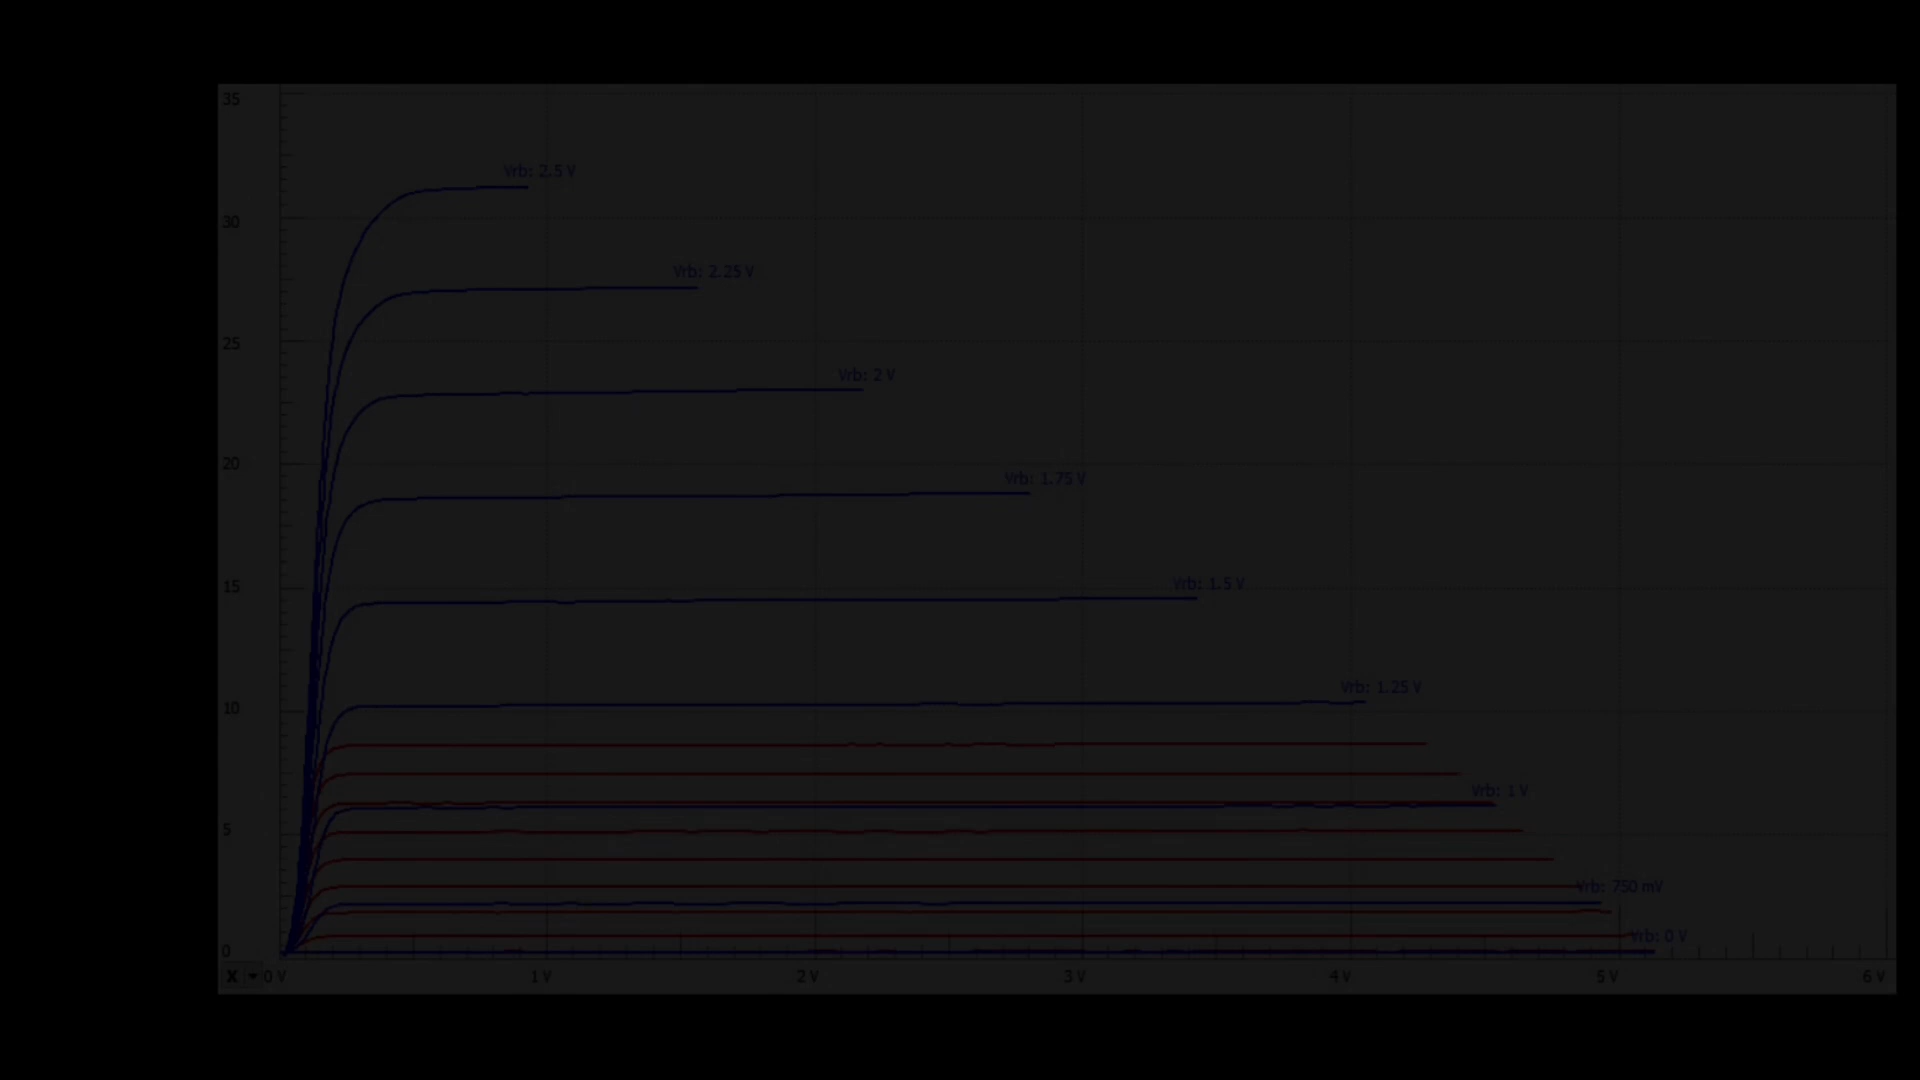 35
Vrb: 2.5 V
30
Vrb: 2.25 V
25
Vrb: 2 V
20
Vrb: 1.75 V
15
Vrb: 1.5 V
10
Vrb: 1.25 V
Vrb: 1 V
5
Vrb: 750 mV
Vrb: 0 V
0
X 0 V 1 V 2 V 3 V 4 V 5 V 6 V